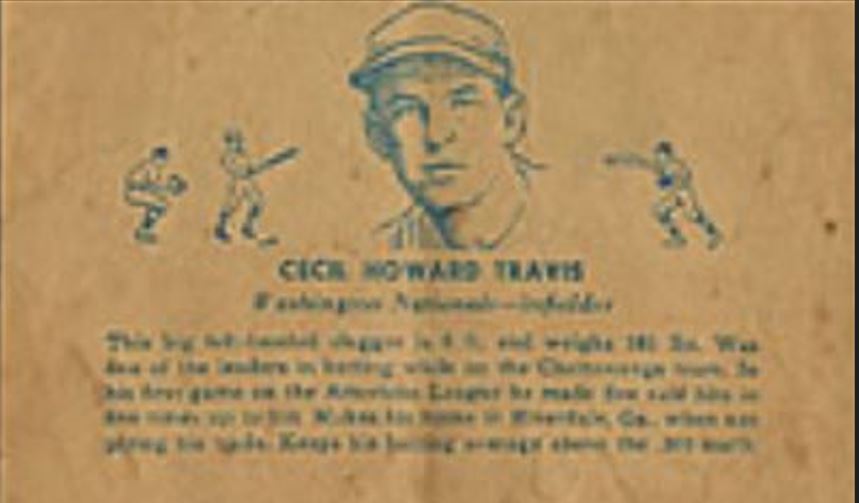 CECIL HOWARD TRAVIS
Washington Nationals—infielder
This big left-handed slugger is and weighs Was
one of the leaders in batting while on the Chattanooga team. In
his first game in the American League he made five hits in
five times up to bat. Makes his home in Riverdale, Ga., when not
plying his trade. Keeps his batting average above the .300 mark.